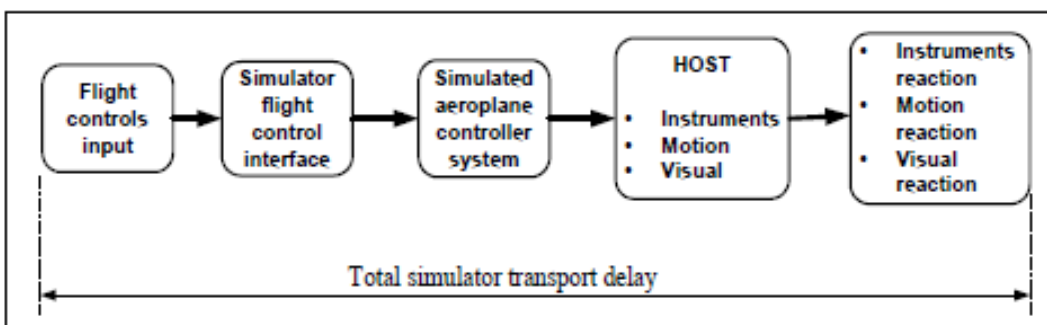 Flight
controls
input
Simulator
flight
control
interface
Simulated
aeroplane
controller
system
HOST
• Instruments
• Motion
• Visual
• Instruments
reaction
• Motion
reaction
• Visual
reaction
Total simulator transport delay